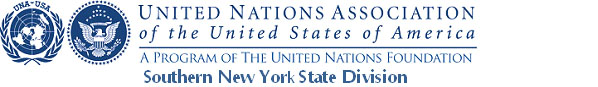 UNA-USA
UNITED NATIONS ASSOCIATION
of the United States of America
A PROGRAM OF THE UNITED NATIONS FOUNDATION
Southern New York State Division